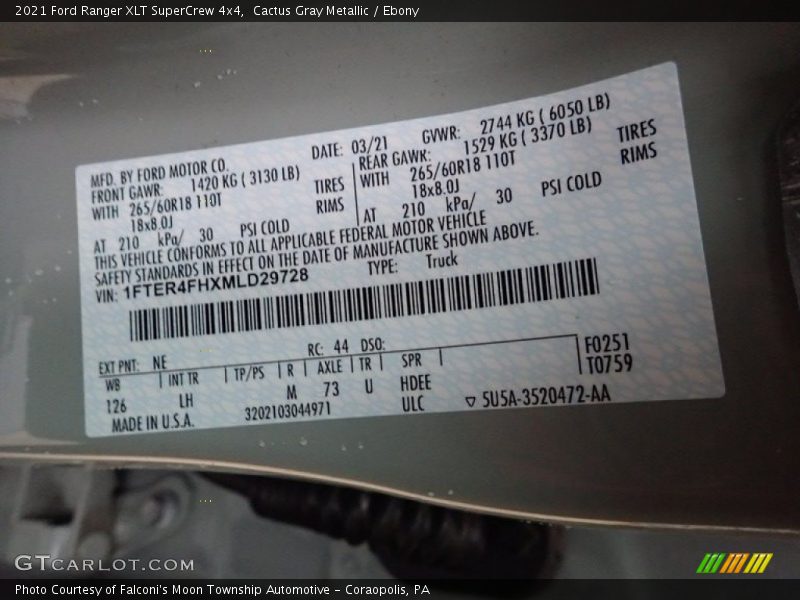 2021 Ford Ranger XLT SuperCrew 4x4, Cactus Gray Metallic / Ebony
MFD. BY FORD MOTOR CO.
DATE: 03/21
GVWR: 2744 KG ( 6050 LB)
FRONT GAWR: 1420 KG ( 3130 LB)
REAR GAWR: 1529 KG ( 3370 LB)
WITH 265/60R18 110T TIRES
WITH 265/60R18 110T TIRES
18x8.0J RIMS
18x8.0J RIMS
AT 210 kPa/ 30 PSI COLD
AT 210 kPa/ 30 PSI COLD
THIS VEHICLE CONFORMS TO ALL APPLICABLE FEDERAL MOTOR VEHICLE
SAFETY STANDARDS IN EFFECT ON THE DATE OF MANUFACTURE SHOWN ABOVE.
VIN: 1FTER4FHXMLD29728
TYPE: Truck
EXT PNT: NE RC: 44 DSO:
F0251
WB INT TR TP/PS R AXLE TR SPR
T0759
126 LH M 73 U HDEE
MADE IN U.S.A. 3202103044971 ULC ▽ 5U5A-3520472-AA
GTCARLOT.COM
Photo Courtesy of Falconi's Moon Township Automotive - Coraopolis, PA